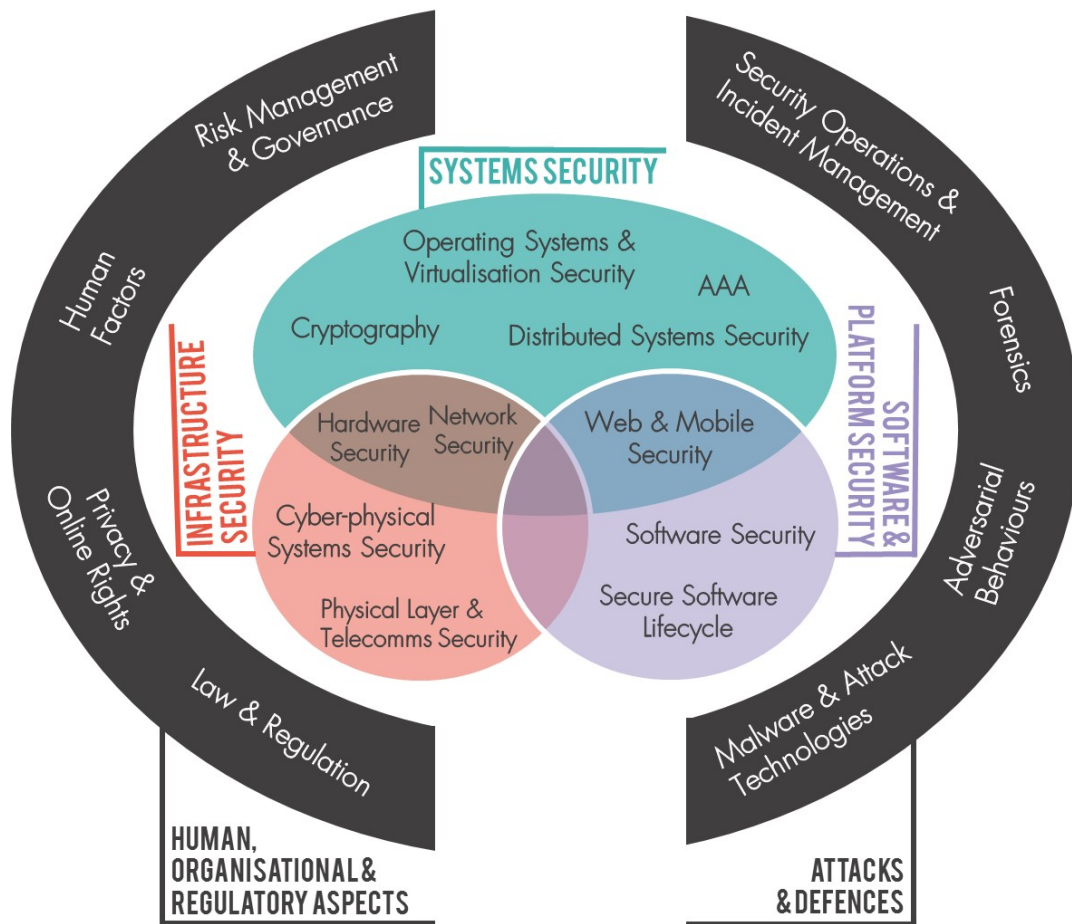 Risk Management
& Governance
Human
Factors
Privacy &
Online Rights
Law & Regulation
HUMAN,
ORGANISATIONAL &
REGULATORY ASPECTS
SYSTEMS SECURITY
Operating Systems &
Virtualisation Security
AAA
Cryptography
Distributed Systems Security
INFRASTRUCTURE
SECURITY
Hardware
Security
Network
Security
Web & Mobile
Security
Cyber-physical
Systems Security
Physical Layer &
Telecomms Security
Software Security
Secure Software
Lifecycle
SOFTWARE &
PLATFORM SECURITY
Security Operations &
Incident Management
Forensics
Adversarial
Behaviours
Malware & Attack
Technologies
ATTACKS
& DEFENCES